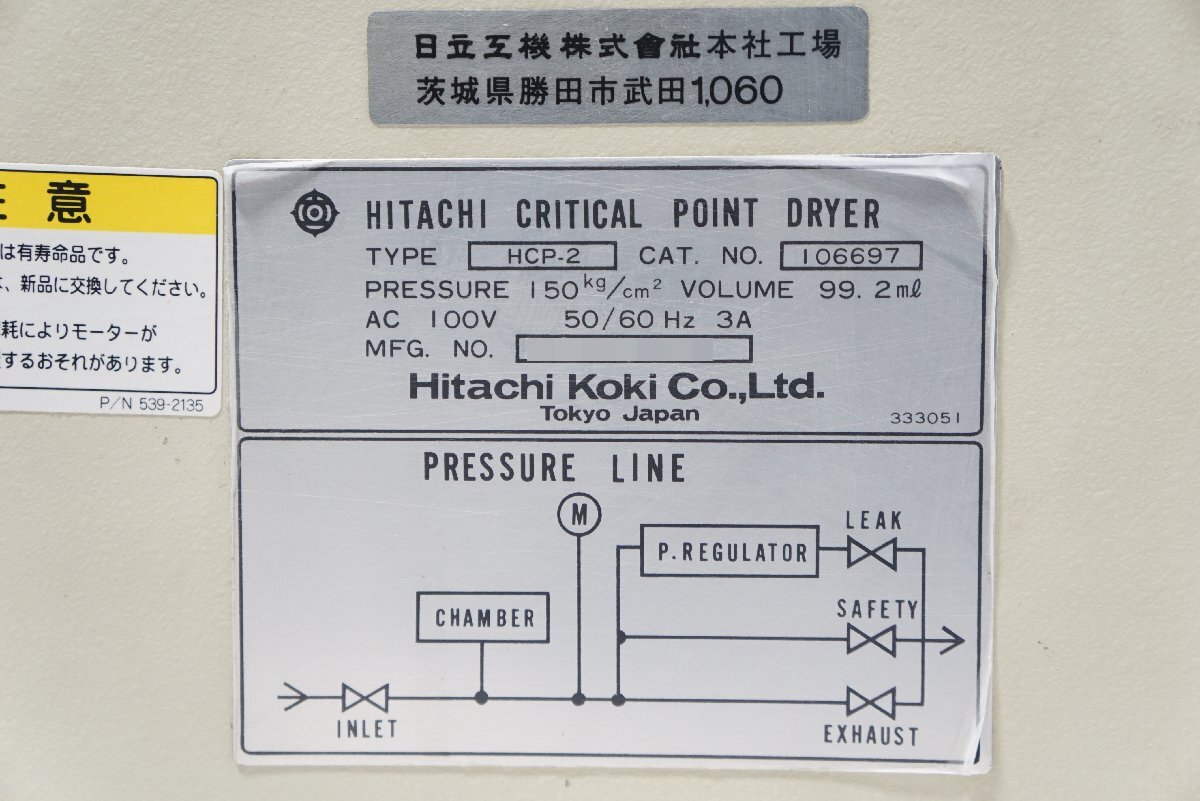 日立工機株式會社本社工場
茨城県勝田市武田1,060
意
は有寿命品です。
、新品に交換してください。
耗によりモーターが
するおそれがあります。
P/N 539-2135
HITACHI CRITICAL POINT DRYER
TYPE HCP-2 CAT. NO. 106697
PRESSURE 150kg/cm² VOLUME 99.2ml
AC 100V 50/60Hz 3A
MFG. NO.
Hitachi Koki Co.,Ltd.
Tokyo Japan
333051
PRESSURE LINE
M
LEAK
P.REGULATOR
CHAMBER
SAFETY
INLET
EXHAUST